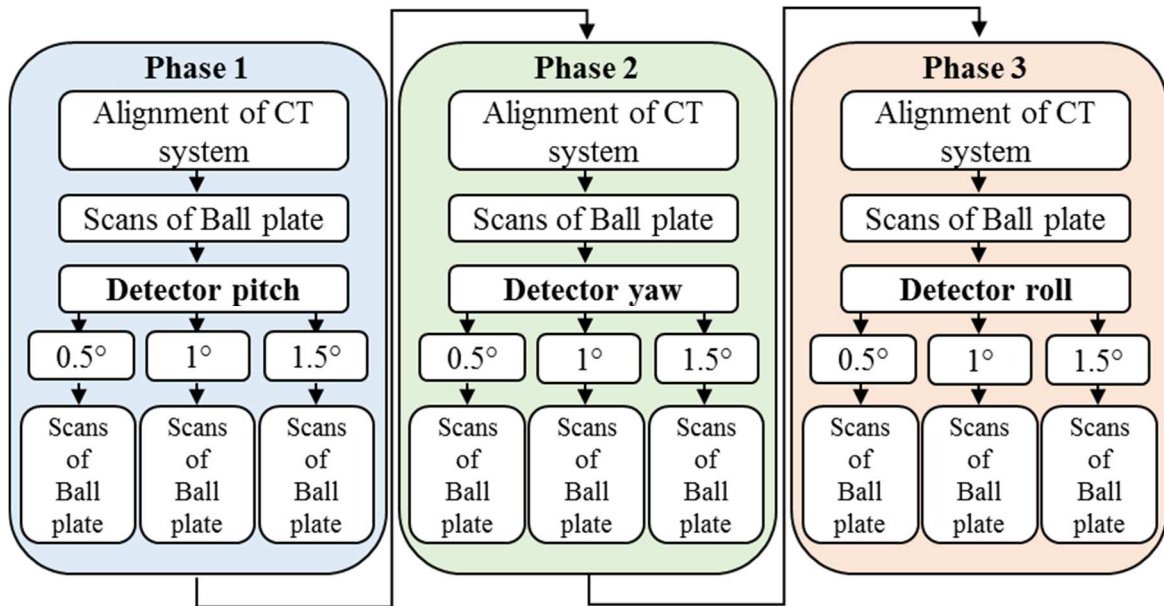 Phase 1
Alignment of CT
system
Scans of Ball plate
Detector pitch
0.5°
1°
1.5°
Scans
of
Ball
plate
Scans
of
Ball
plate
Scans
of
Ball
plate
Phase 2
Alignment of CT
system
Scans of Ball plate
Detector yaw
0.5°
1°
1.5°
Scans
of
Ball
plate
Scans
of
Ball
plate
Scans
of
Ball
plate
Phase 3
Alignment of CT
system
Scans of Ball plate
Detector roll
0.5°
1°
1.5°
Scans
of
Ball
plate
Scans
of
Ball
plate
Scans
of
Ball
plate